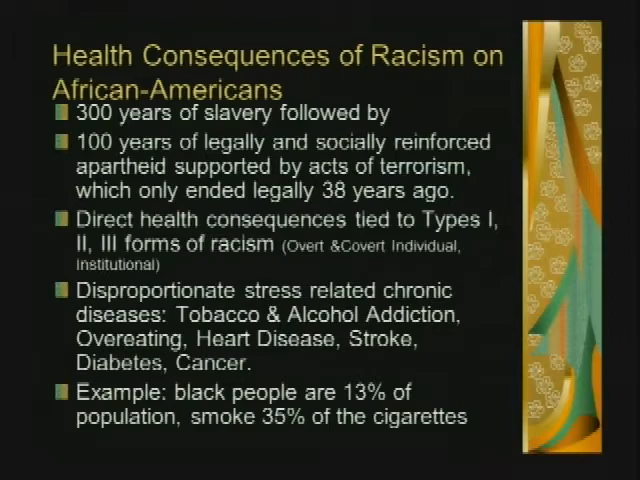 Health Consequences of Racism on
African-Americans
300 years of slavery followed by
100 years of legally and socially reinforced
apartheid supported by acts of terrorism,
which only ended legally 38 years ago.
Direct health consequences tied to Types I,
II, III forms of racism (Overt &Covert Individual,
Institutional)
Disproportionate stress related chronic
diseases: Tobacco & Alcohol Addiction,
Overeating, Heart Disease, Stroke,
Diabetes, Cancer.
Example: black people are 13% of
population, smoke 35% of the cigarettes